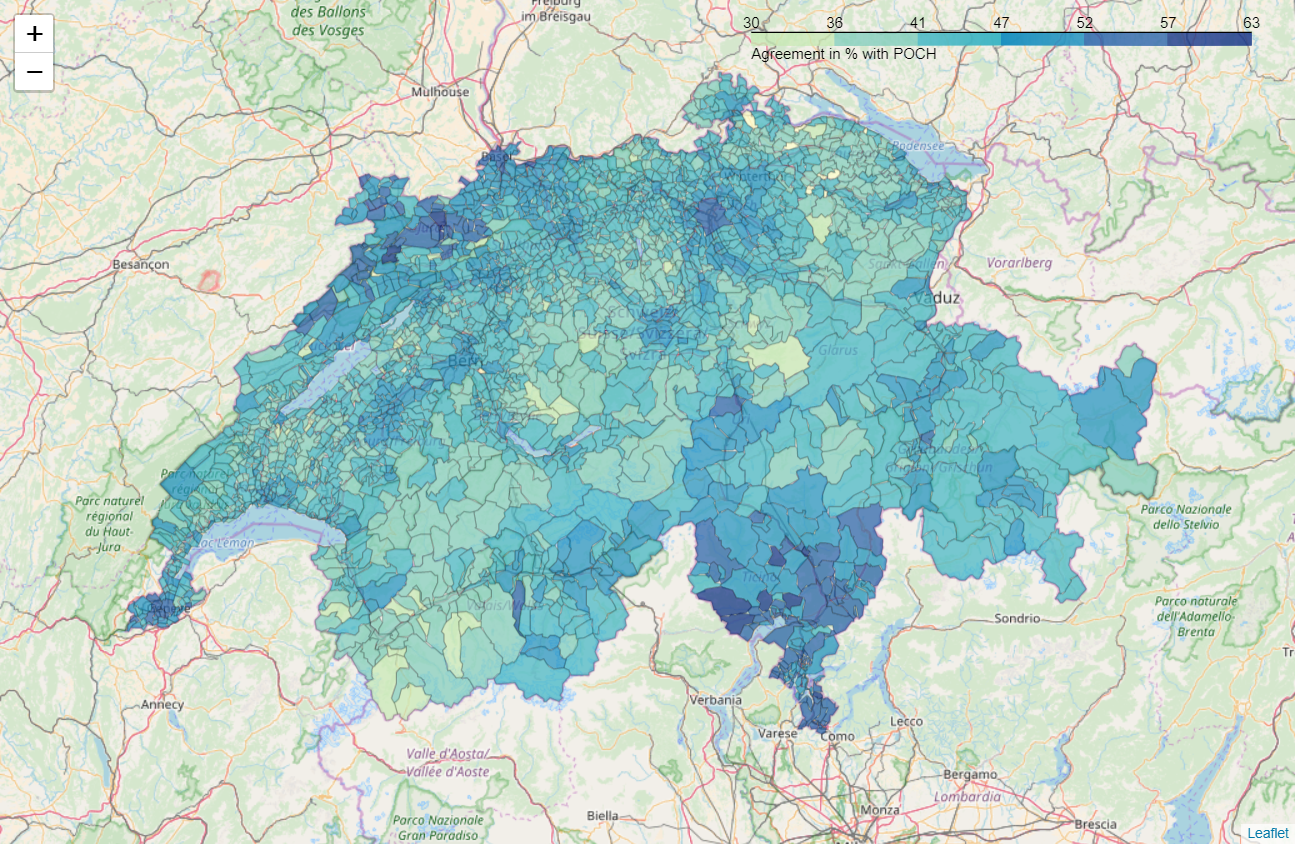 +
−
30 36 41 47 52 57 63
Agreement in % with POCH
des Ballons
des Vosges
Freiburg
im Breisgau
Mulhouse
Basel
Bodensee
Winterthur
Besançon
Vorarlberg
Vaduz
Glarus
Bern
Parc naturel
régional
du Haut-
Jura
Lac Léman
Genève
Ticino
Valais/Wallis
Parco Nazionale
dello Stelvio
Parco naturale
dell'Adamello-
Brenta
Sondrio
Annecy
Verbania
Varese
Como
Lecco
Bergamo
Lombardia
Monza
Brescia
Biella
Valle d'Aosta/
Vallée d'Aoste
Parco Nazionale
Gran Paradiso
Leaflet